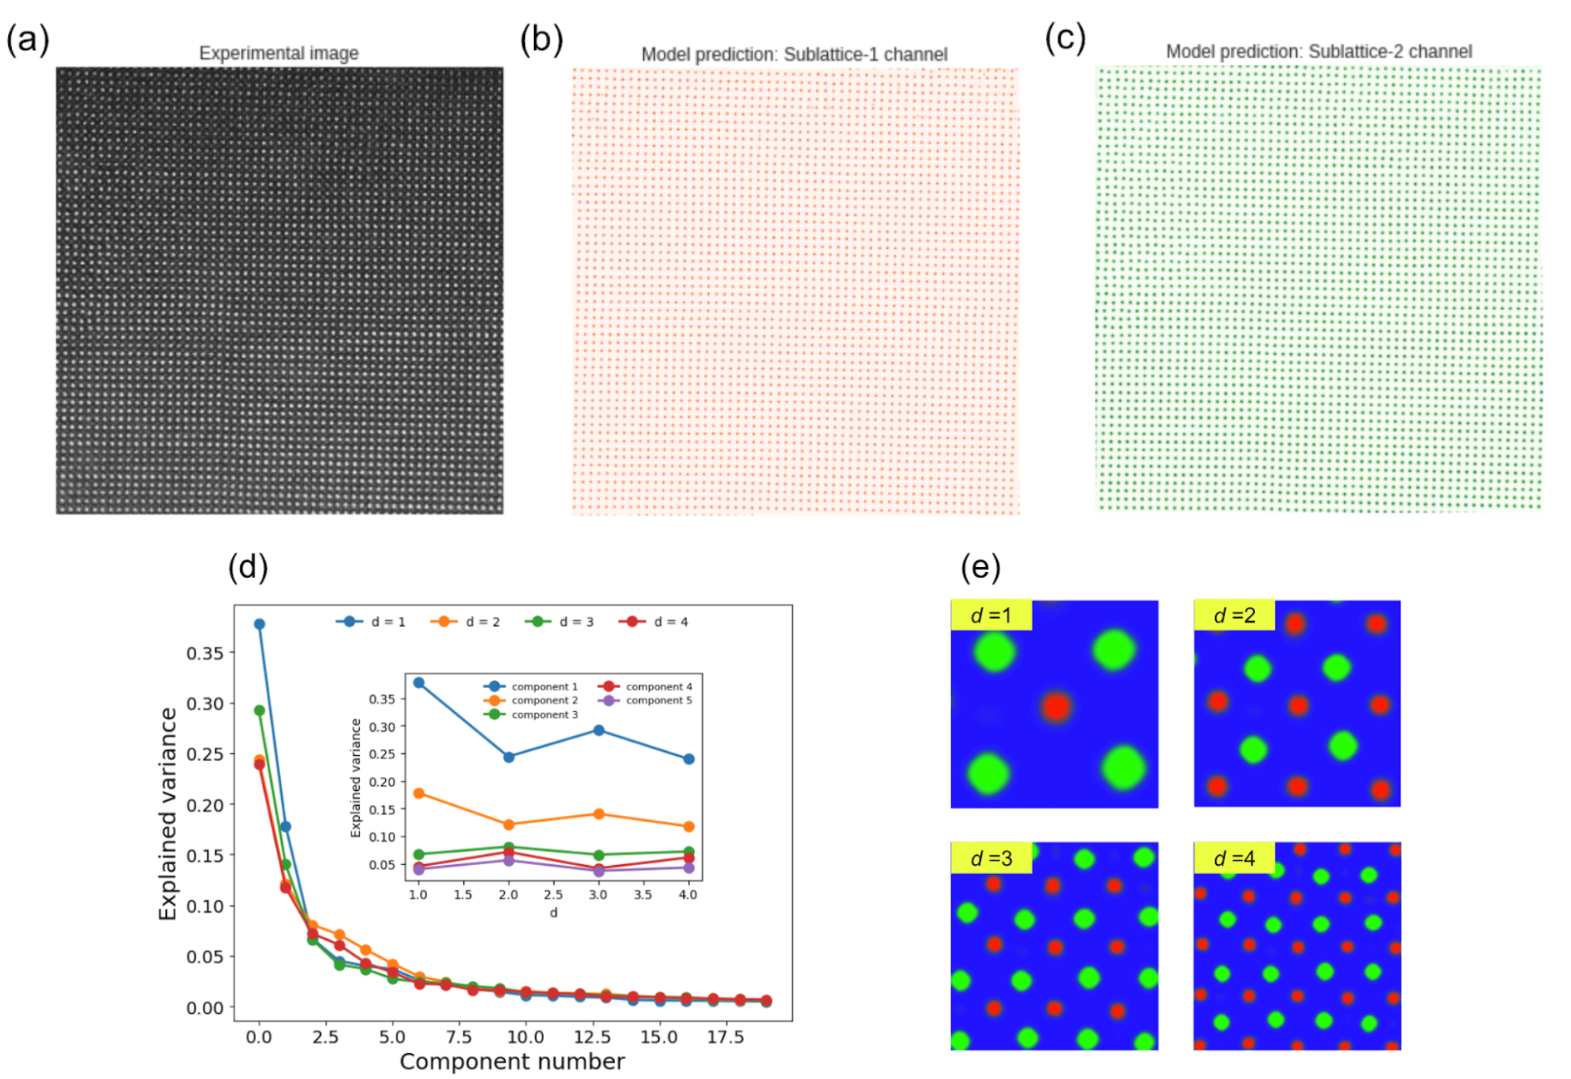 (a)
Experimental image
(b)
Model prediction: Sublattice-1 channel
(c)
Model prediction: Sublattice-2 channel
(d)
d = 1 d = 2 d = 3 d = 4
Explained variance
0.35
0.30
0.25
0.20
0.15
0.10
0.05
0.00
0.0 2.5 5.0 7.5 10.0 12.5 15.0 17.5
Component number
component 1 component 4
component 2 component 5
component 3
Explained variance
0.35
0.30
0.25
0.20
0.15
0.10
0.05
1.0 1.5 2.0 2.5 3.0 3.5 4.0
d
(e)
d =1
d =2
d =3
d =4